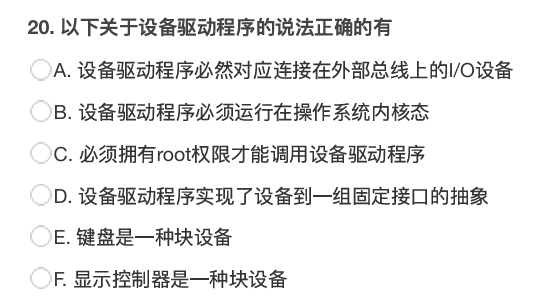 20. 以下关于设备驱动程序的说法正确的有
A. 设备驱动程序必然对应连接在外部总线上的I/O设备
B. 设备驱动程序必须运行在操作系统内核态
C. 必须拥有root权限才能调用设备驱动程序
D. 设备驱动程序实现了设备到一组固定接口的抽象
E. 键盘是一种块设备
F. 显示控制器是一种块设备